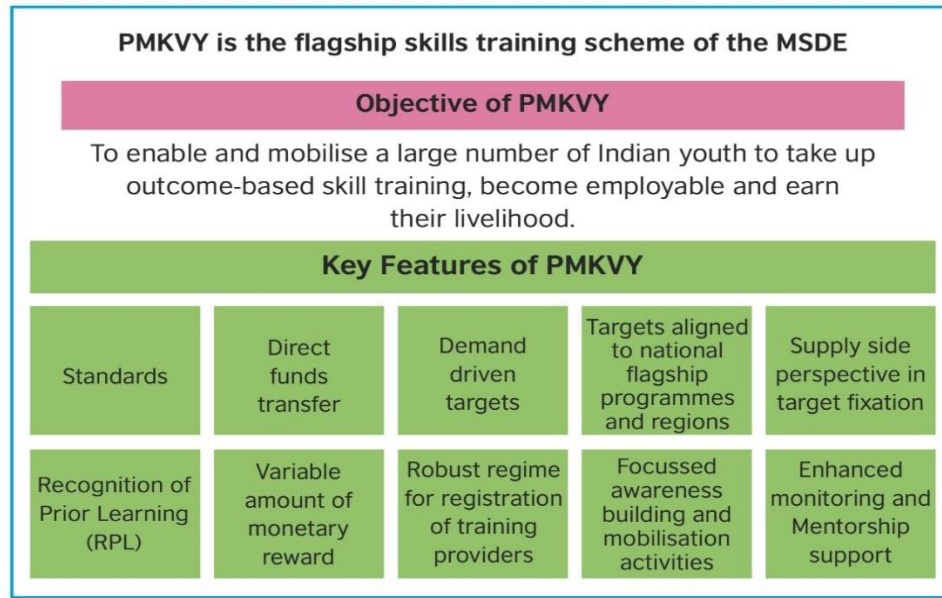 PMKVY is the flagship skills training scheme of the MSDE
Objective of PMKVY
To enable and mobilise a large number of Indian youth to take up
outcome-based skill training, become employable and earn
their livelihood.
Key Features of PMKVY
Standards
Direct
funds
transfer
Demand
driven
targets
Targets aligned
to national
flagship
programmes
and regions
Supply side
perspective in
target fixation
Recognition of
Prior Learning
(RPL)
Variable
amount of
monetary
reward
Robust regime
for registration
of training
providers
Focussed
awareness
building and
mobilisation
activities
Enhanced
monitoring and
Mentorship
support